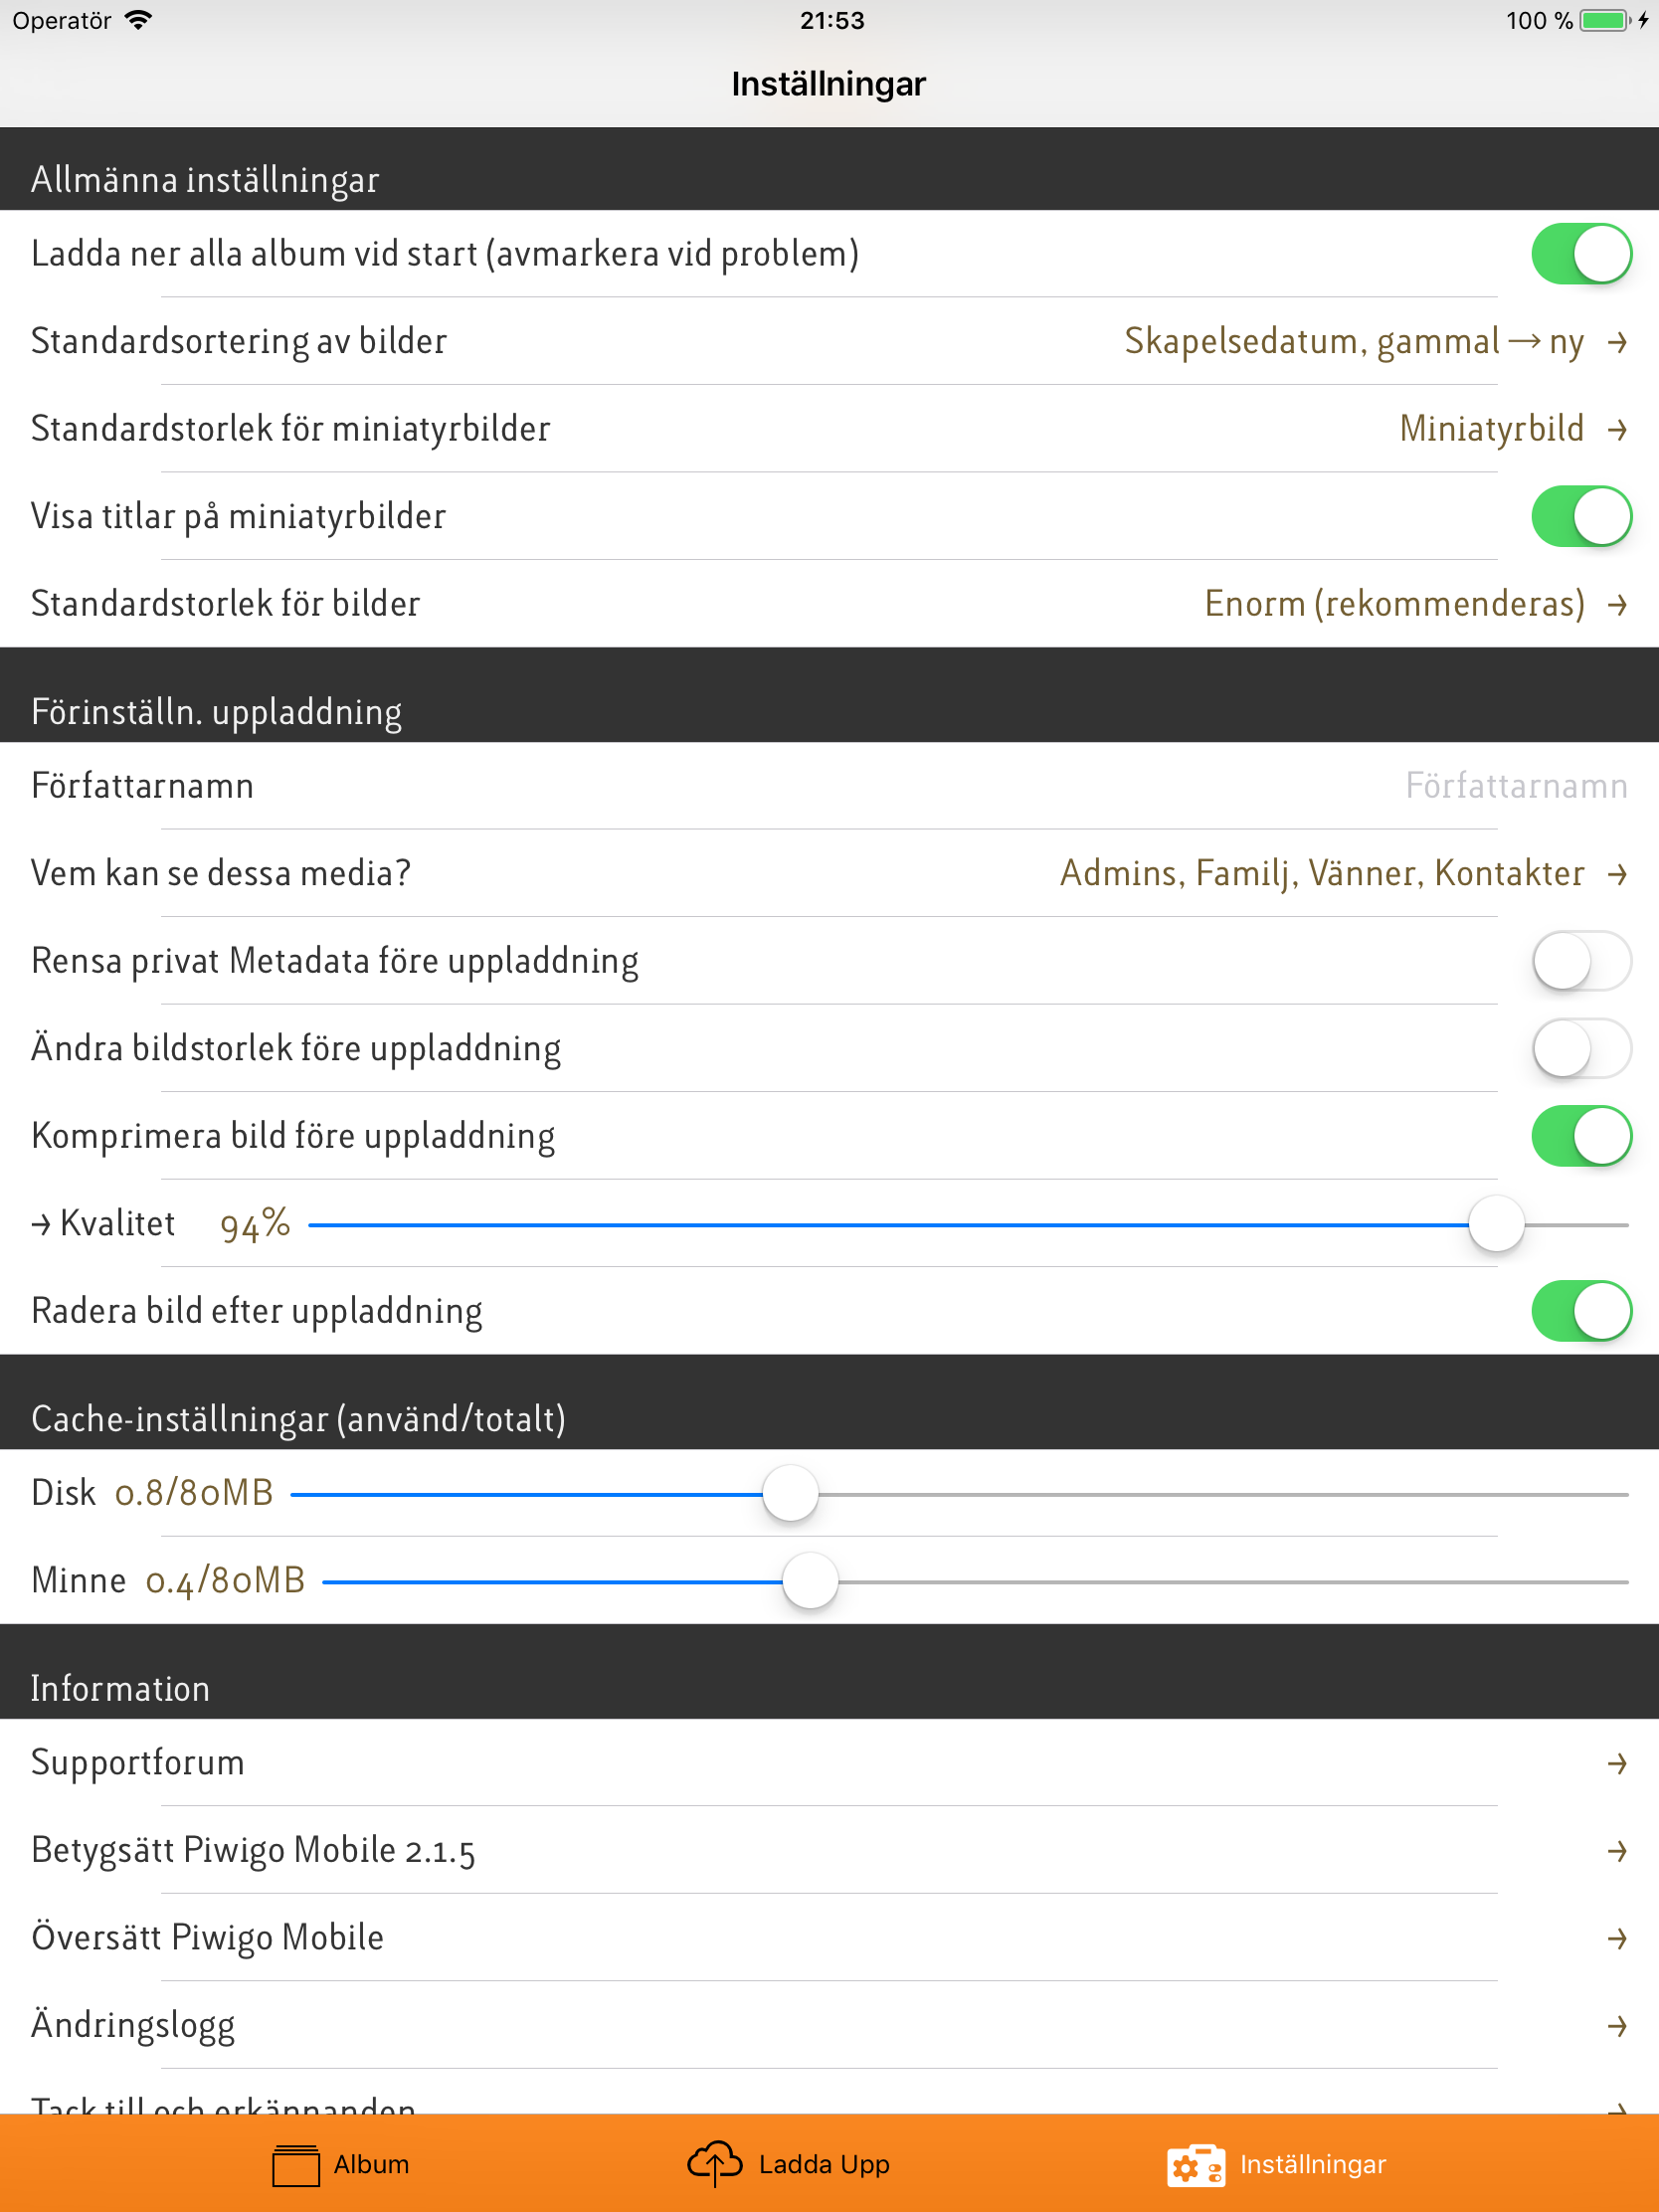 Operatör 21:53 100 %
Inställningar
Allmänna inställningar
Ladda ner alla album vid start (avmarkera vid problem)
Standardsortering av bilder Skapelsedatum, gammal → ny →
Standardstorlek för miniatyrbilder Miniatyrbild →
Visa titlar på miniatyrbilder
Standardstorlek för bilder Enorm (rekommenderas) →
Förinställn. uppladdning
Författarnamn Författarnamn
Vem kan se dessa media? Admins, Familj, Vänner, Kontakter →
Rensa privat Metadata före uppladdning
Ändra bildstorlek före uppladdning
Komprimera bild före uppladdning
→ Kvalitet 94%
Radera bild efter uppladdning
Cache-inställningar (använd/totalt)
Disk 0.8/80MB
Minne 0.4/80MB
Information
Supportforum →
Betygsätt Piwigo Mobile 2.1.5 →
Översätt Piwigo Mobile →
Ändringslogg →
Tack till och erkännanden →
Album Ladda Upp Inställningar